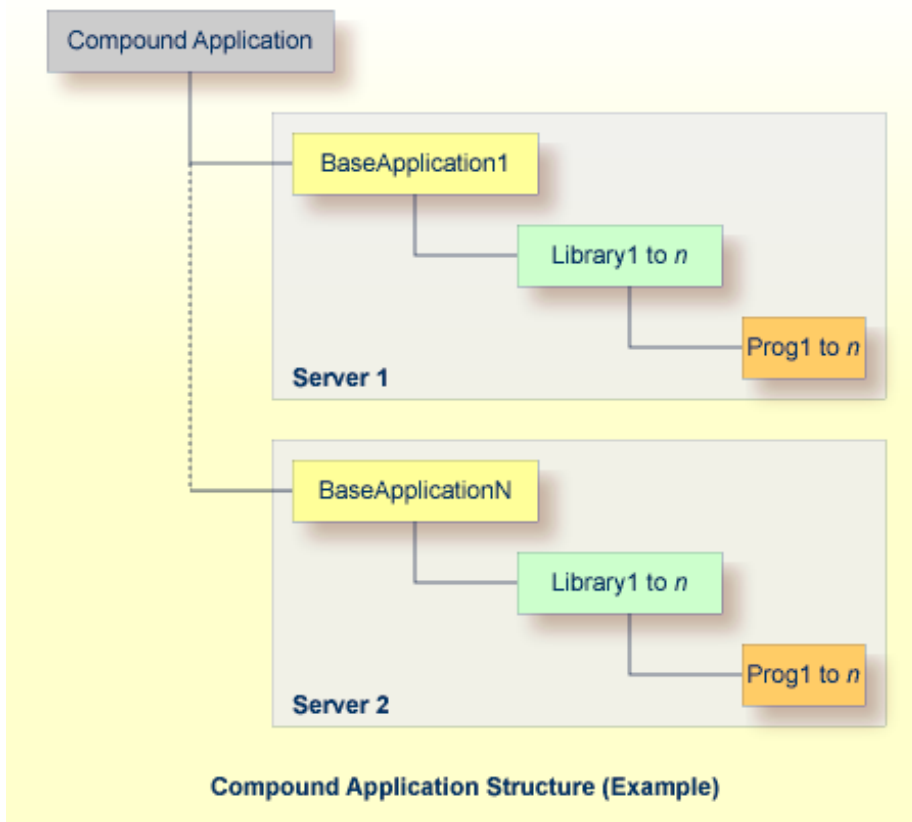 Compound Application
BaseApplication1
Library1 to n
Prog1 to n
Server 1
BaseApplicationN
Library1 to n
Prog1 to n
Server 2
Compound Application Structure (Example)